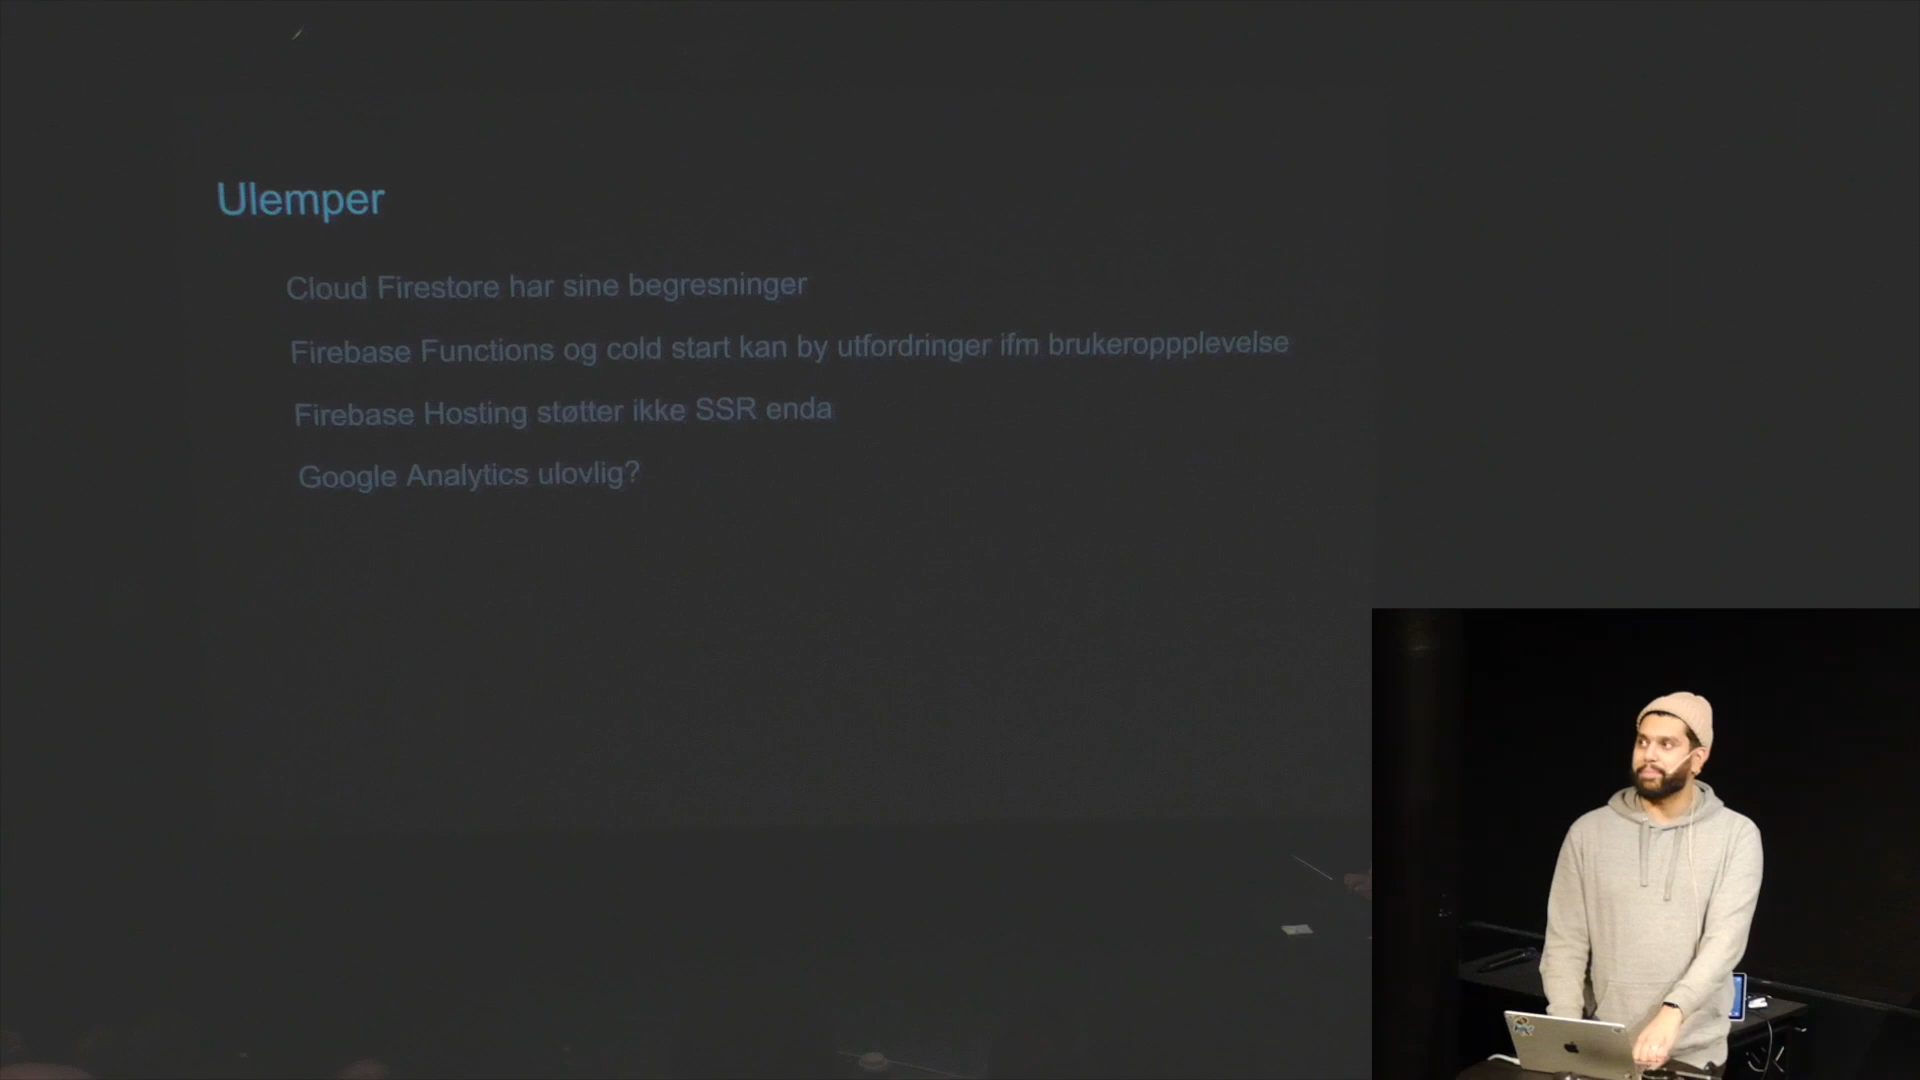 Ulemper
Cloud Firestore har sine begresninger
Firebase Functions og cold start kan by utfordringer ifm brukeroppplevelse
Firebase Hosting støtter ikke SSR enda
Google Analytics ulovlig?